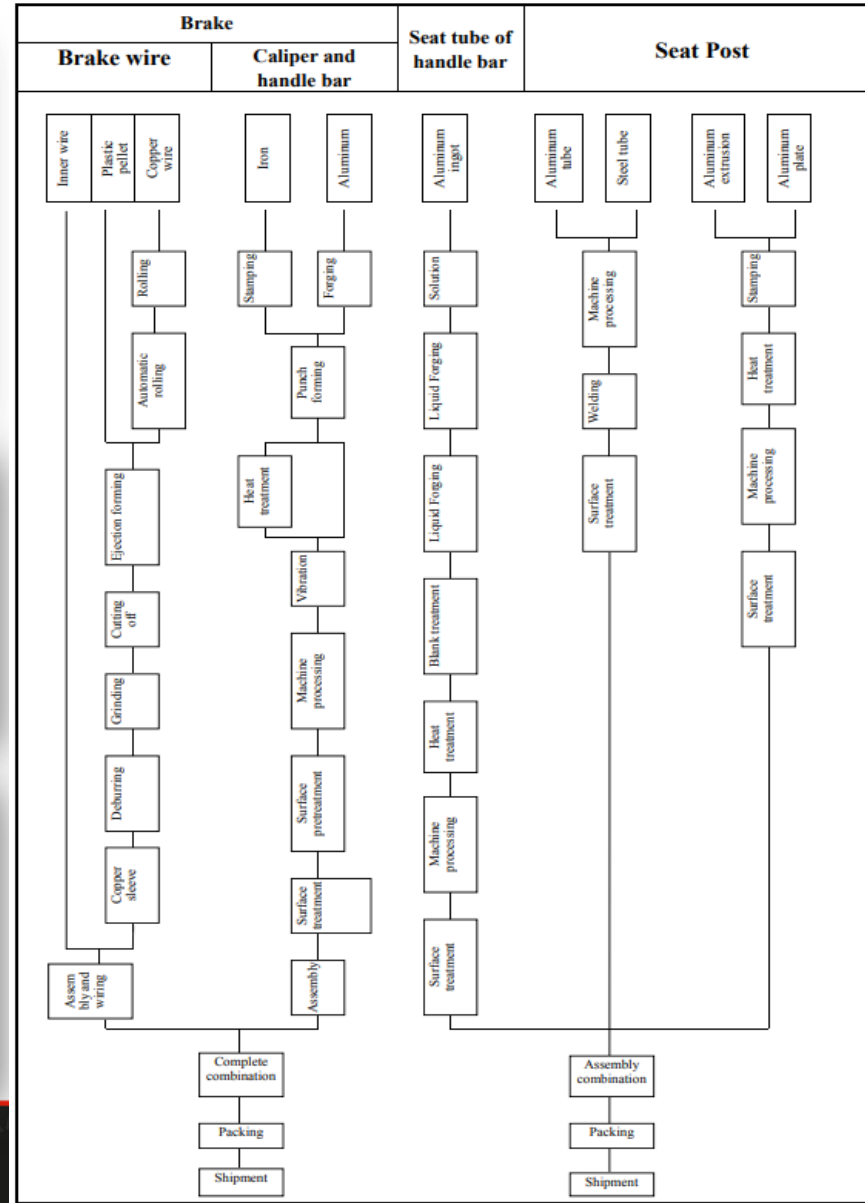 Brake
Brake wire
Caliper and
handle bar
Seat tube of
handle bar
Seat Post
Inner wire
Plastic
pellet
Copper
wire
Iron
Aluminum
Aluminum
ingot
Aluminum
tube
Steel tube
Aluminum
extrusion
Aluminum
plate
Rolling
Automatic
rolling
Ejection forming
Cutting
off
Grinding
Deburring
Copper
sleeve
Assem
bly and
wiring
Stamping
Forging
Punch
forming
Heat
treatment
Vibration
Machine
processing
Surface
pretreatment
Surface
treatment
Assembly
Complete
combination
Packing
Shipment
Solution
Liquid Forging
Liquid Forging
Blank treatment
Heat
treatment
Machine
processing
Surface
treatment
Machine
processing
Welding
Surface
treatment
Stamping
Heat
treatment
Machine
processing
Surface
treatment
Assembly
combination
Packing
Shipment